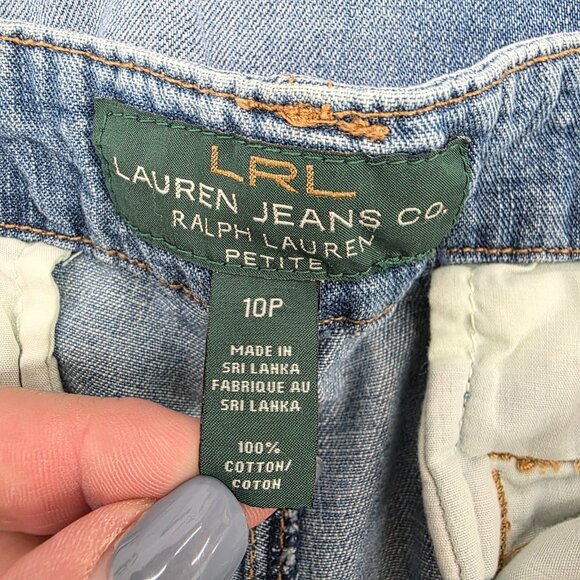 LRL
LAUREN JEANS CO.
RALPH LAUREN
PETITE
10P
MADE IN
SRI LANKA
FABRIQUE AU
SRI LANKA
100%
COTTON/
COTON